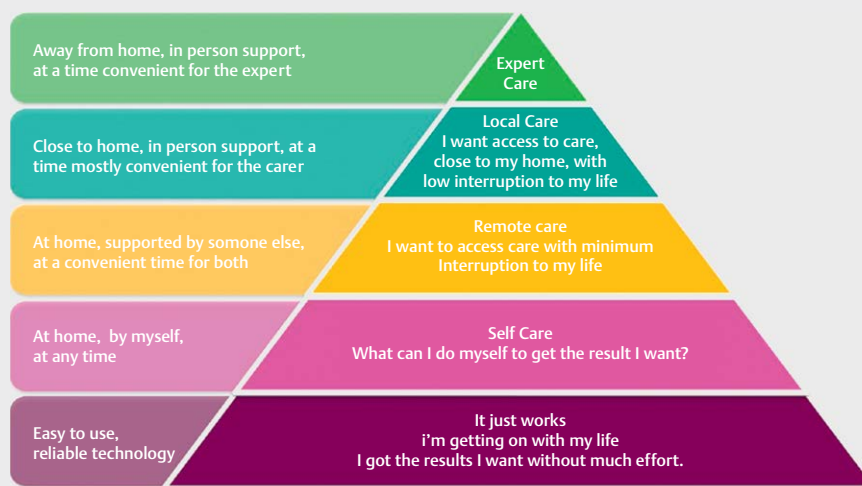 Away from home, in person support,
at a time convenient for the expert
Expert
Care
Close to home, in person support, at a
time mostly convenient for the carer
Local Care
I want access to care,
close to my home, with
low interruption to my life
At home, supported by somone else,
at a convenient time for both
Remote care
I want to access care with minimum
Interruption to my life
At home,  by myself,
at any time
Self Care
What can I do myself to get the result I want?
Easy to use,
reliable technology
It just works
i’m getting on with my life
I got the results I want without much effort.